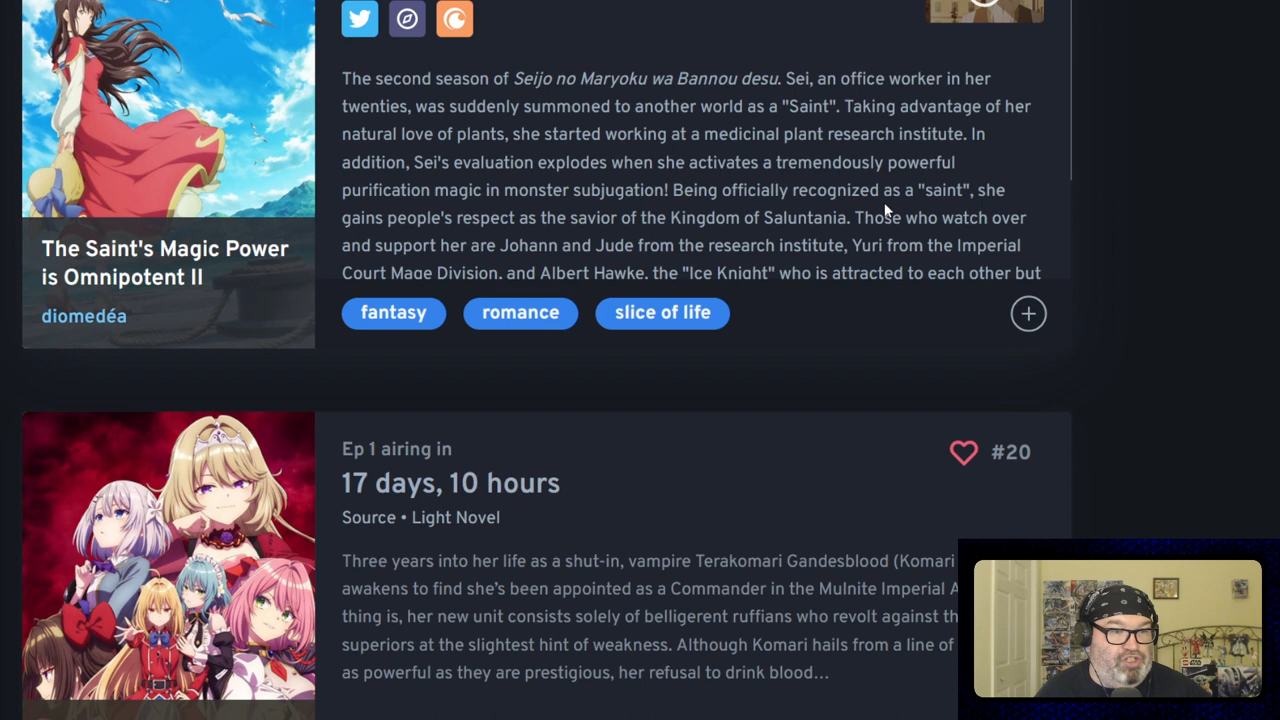 The second season of Seijo no Maryoku wa Bannou desu. Sei, an office worker in her
twenties, was suddenly summoned to another world as a "Saint". Taking advantage of her
natural love of plants, she started working at a medicinal plant research institute. In
addition, Sei's evaluation explodes when she activates a tremendously powerful
purification magic in monster subjugation! Being officially recognized as a "saint", she
gains people's respect as the savior of the Kingdom of Saluntania. Those who watch over
and support her are Johann and Jude from the research institute, Yuri from the Imperial
Court Mage Division, and Albert Hawke, the "Ice Knight" who is attracted to each other but
The Saint's Magic Power
is Omnipotent II
diomedéa
fantasy romance slice of life
Ep 1 airing in
#20
17 days, 10 hours
Source • Light Novel
Three years into her life as a shut-in, vampire Terakomari Gandesblood (Komari
awakens to find she's been appointed as a Commander in the Mulnite Imperial A
thing is, her new unit consists solely of belligerent ruffians who revolt against th
superiors at the slightest hint of weakness. Although Komari hails from a line of
as powerful as they are prestigious, her refusal to drink blood…